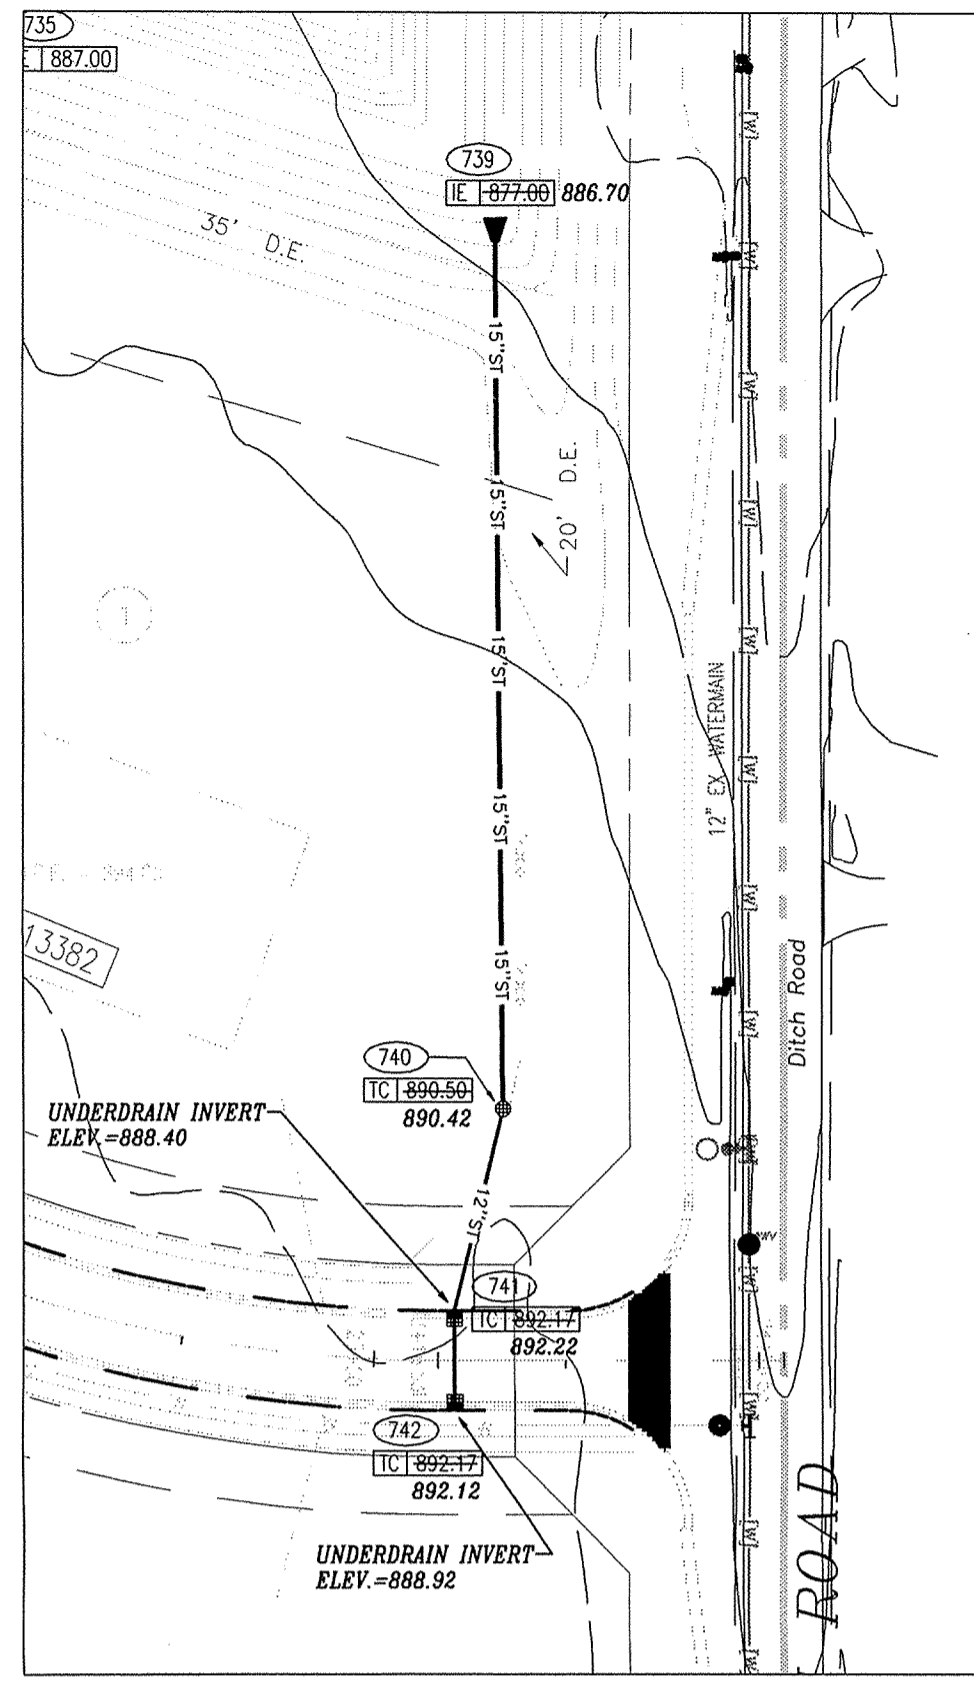 735
887.00
739
IE 877.00 886.70
35' D.E.
15"ST
15"ST
20' D.E.
15"ST
1
12" EX WATERMAIN
15"ST
13382
15"ST
Ditch Road
740
TC 890.50
890.42
UNDERDRAIN INVERT
ELEV.=888.40
12"ST
741
TC 892.17
892.22
742
TC 892.17
892.12
UNDERDRAIN INVERT
ELEV.=888.92
ROAD
[W]
[W]
[W]
[W]
[W]
[W]
[W]
[W]
[W]
[W]
[W]
[W]
[W]